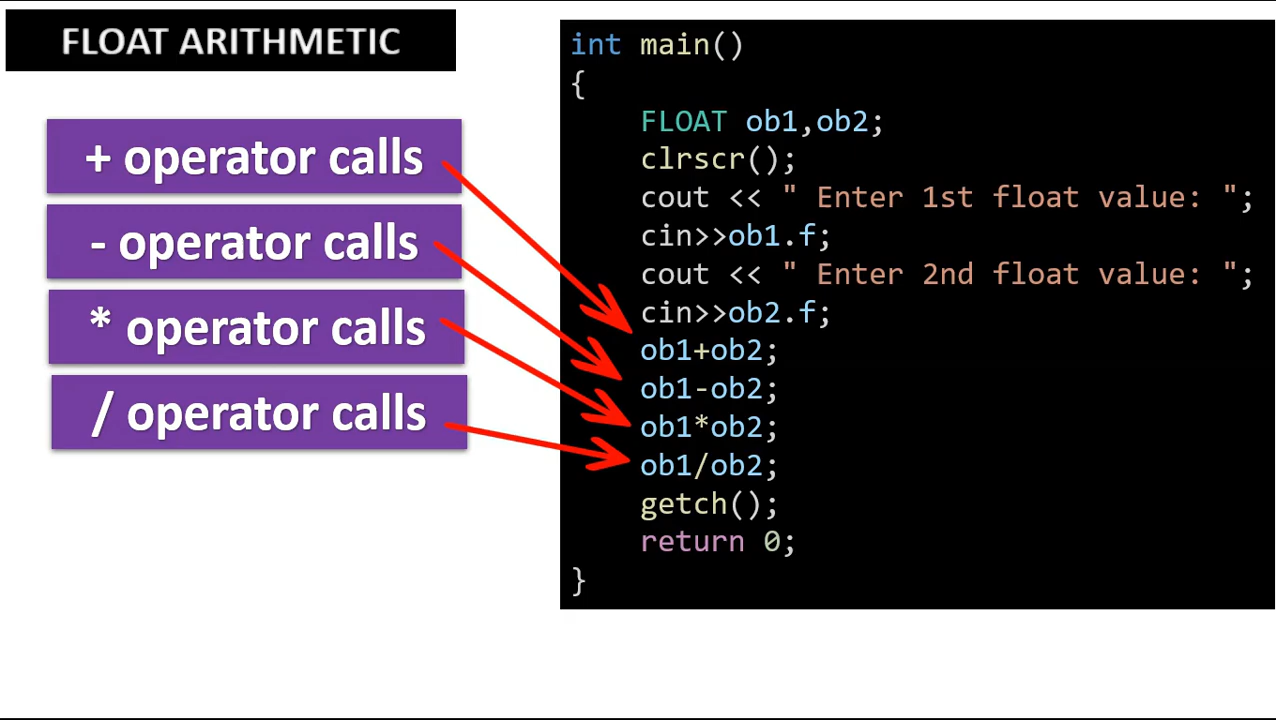 FLOAT ARITHMETIC
+ operator calls
- operator calls
* operator calls
/ operator calls
int main()
{
FLOAT ob1,ob2;
clrscr();
cout << " Enter 1st float value: ";
cin>>ob1.f;
cout << " Enter 2nd float value: ";
cin>>ob2.f;
ob1+ob2;
ob1-ob2;
ob1*ob2;
ob1/ob2;
getch();
return 0;
}